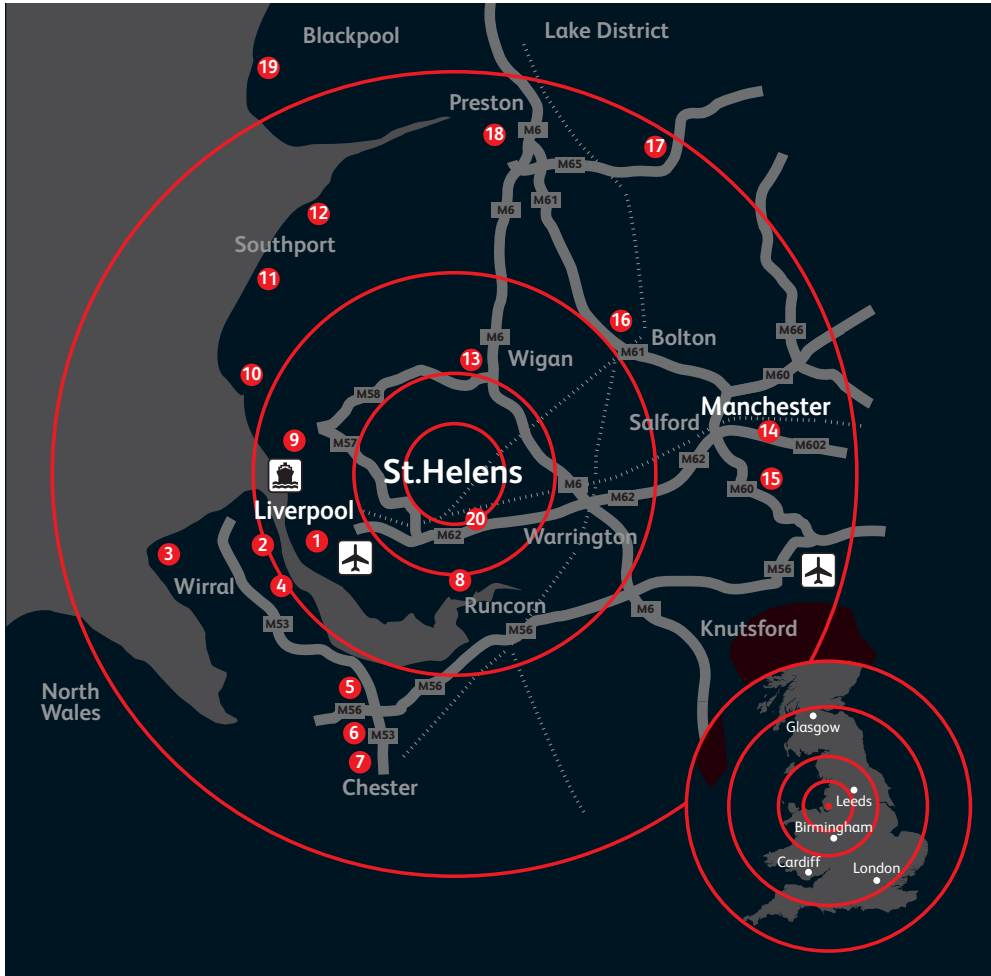 Blackpool
Lake District
19
Preston
18
M6
17
M65
M61
M6
12
Southport
11
16
M66
M6
Bolton
13
Wigan
M61
10
M60
M58
Manchester
Salford
14
9
M57
M602
St.Helens
M62
15
M6
M60
M62
Liverpool
20
1
M62
Warrington
2
3
8
M56
4
Wirral
Runcorn
M6
M53
M56
Knutsford
5
M56
North
Wales
M56
6
M53
Glasgow
7
Chester
Leeds
Birmingham
Cardiff
London